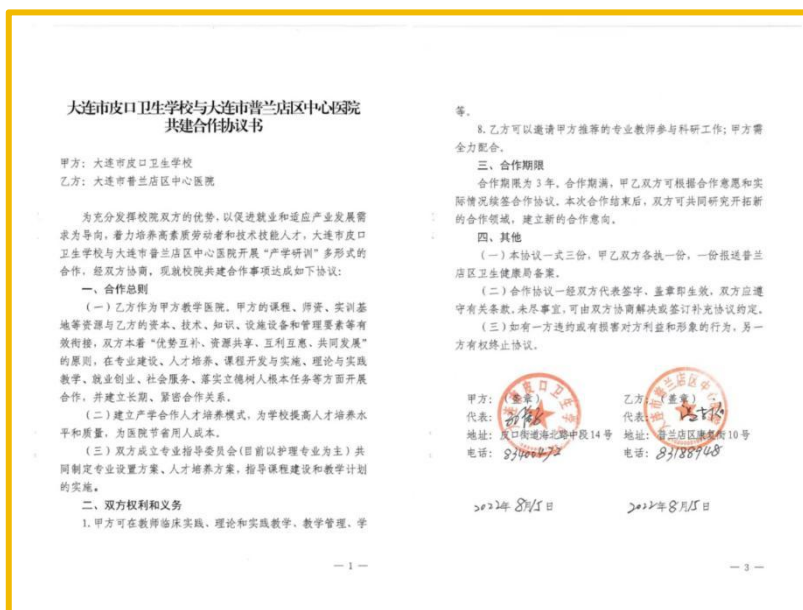 大连市皮口卫生学校与大连市普兰店区中心医院
共建合作协议书
甲方：大连市皮口卫生学校
乙方：大连市普兰店区中心医院
为充分发挥校院双方的优势，以促进就业和适应产业发展需
求为导向，着力培养高素质劳动者和技术技能人才，大连市皮口
卫生学校与大连市普兰店区中心医院开展“产学研训”多形式的
合作，经双方协商，现就校院共建合作事项达成如下协议：
一、合作总则
（一）乙方作为甲方教学医院，甲方的课程、师资、实训基
地等资源与乙方的资本、技术、知识、设施设备和管理要素等有
效衔接，双方本着“优势互补、资源共享、互利互惠、共同发展”
的原则，在专业建设、人才培养、课程开发与实施、理论与实践
教学、就业创业、社会服务、落实立德树人根本任务等方面开展
合作，并建立长期、紧密合作关系。
（二）建立产学合作人才培养模式，为学校提高人才培养水
平和质量，为医院节省用人成本。
（三）双方成立专业指导委员会(目前以护理专业为主）共
同制定专业设置方案、人才培养方案，指导课程建设和教学计划
的实施。
二、双方权利和义务
1.甲方可在教师临床实践、理论和实践教学、教学管理、学
— 1 —
等。
8.乙方可以邀请甲方推荐的专业教师参与科研工作；甲方需
全力配合。
三、合作期限
合作期限为 3 年。合作期满，甲乙双方可根据合作意愿和实
际情况续签合作协议。本次合作结束后，双方可共同研究开拓新
的合作领域，建立新的合作意向。
四、其他
（一）本协议一式三份，甲乙双方各执一份，一份报送普兰
店区卫生健康局备案。
（二）合作协议一经双方代表签字、盖章即生效，双方应遵
守有关条款。未尽事宜，可由双方协商解决或签订补充协议约定。
（三）如有一方违约或有损害对方利益和形象的行为，另一
方有权终止协议。
甲方：（盖章）
代表：
地址：皮口街道海北路中段 14 号
电话：
乙方：（盖章）
代表：
地址：普兰店区康复街 10 号
电话：83188948
2022年8月15日
2022年8月15日
— 3 —